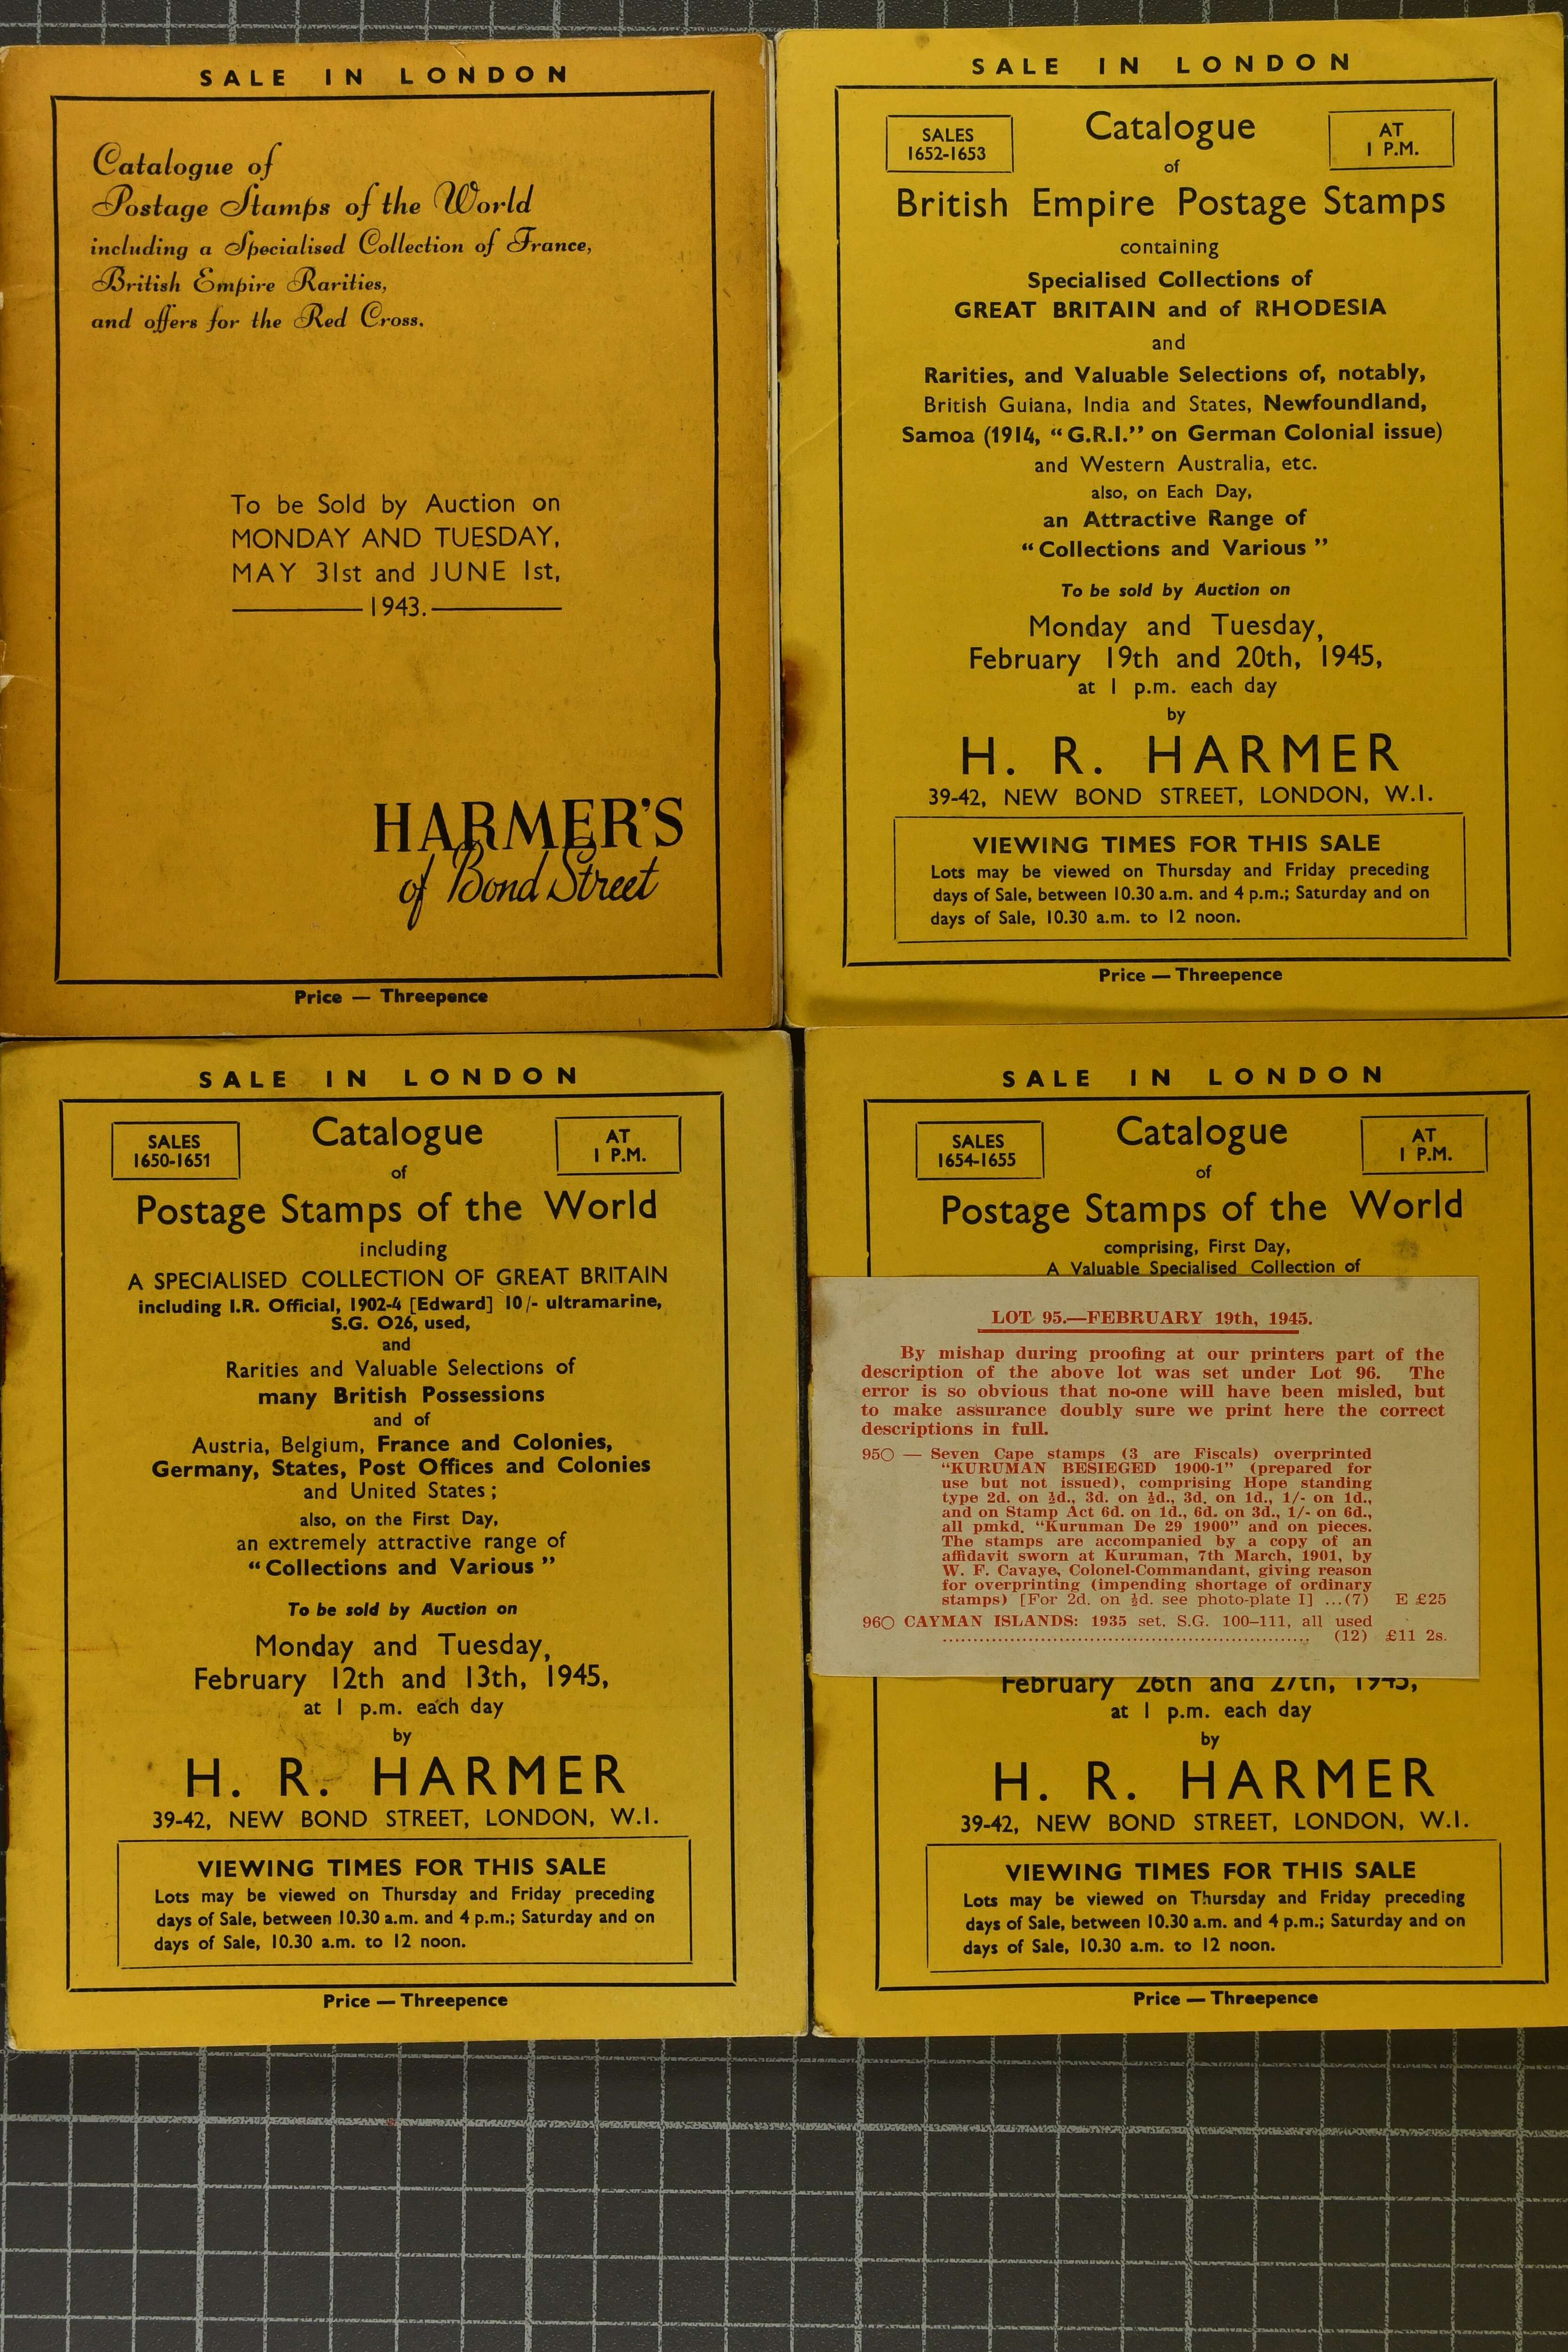 SALE IN LONDON
Catalogue of
Postage Stamps of the World
including a Specialised Collection of France,
British Empire Rarities,
and offers for the Red Cross.
To be Sold by Auction on
MONDAY AND TUESDAY,
MAY 31st and JUNE 1st,
1943.
HARMER'S
of Bond Street
Price — Threepence
SALE IN LONDON
SALES
1652-1653
Catalogue
AT
1 P.M.
of
British Empire Postage Stamps
containing
Specialised Collections of
GREAT BRITAIN and of RHODESIA
and
Rarities, and Valuable Selections of, notably,
British Guiana, India and States, Newfoundland,
Samoa (1914, "G.R.I." on German Colonial issue)
and Western Australia, etc.
also, on Each Day,
an Attractive Range of
"Collections and Various"
To be sold by Auction on
Monday and Tuesday,
February 19th and 20th, 1945,
at 1 p.m. each day
by
H. R. HARMER
39-42, NEW BOND STREET, LONDON, W.1.
VIEWING TIMES FOR THIS SALE
Lots may be viewed on Thursday and Friday preceding
days of Sale, between 10.30 a.m. and 4 p.m.; Saturday and on
days of Sale, 10.30 a.m. to 12 noon.
Price — Threepence
SALE IN LONDON
SALES
1650-1651
Catalogue
AT
1 P.M.
of
Postage Stamps of the World
including
A SPECIALISED COLLECTION OF GREAT BRITAIN
including I.R. Official, 1902-4 [Edward] 10/- ultramarine,
S.G. O26, used,
and
Rarities and Valuable Selections of
many British Possessions
and of
Austria, Belgium, France and Colonies,
Germany, States, Post Offices and Colonies
and United States;
also, on the First Day,
an extremely attractive range of
"Collections and Various"
To be sold by Auction on
Monday and Tuesday,
February 12th and 13th, 1945,
at 1 p.m. each day
by
H. R. HARMER
39-42, NEW BOND STREET, LONDON, W.1.
VIEWING TIMES FOR THIS SALE
Lots may be viewed on Thursday and Friday preceding
days of Sale, between 10.30 a.m. and 4 p.m.; Saturday and on
days of Sale, 10.30 a.m. to 12 noon.
Price — Threepence
SALE IN LONDON
SALES
1654-1655
Catalogue
AT
1 P.M.
of
Postage Stamps of the World
comprising, First Day,
A Valuable Specialised Collection of
LOT 95.—FEBRUARY 19th, 1945.
By mishap during proofing at our printers part of the
description of the above lot was set under Lot 96. The
error is so obvious that no-one will have been misled, but
to make assurance doubly sure we print here the correct
descriptions in full.
95○ — Seven Cape stamps (3 are Fiscals) overprinted
"KURUMAN BESIEGED 1900-1" (prepared for
use but not issued), comprising Hope standing
type 2d. on ½d., 3d. on ½d., 3d. on 1d., 1/- on 1d.,
and on Stamp Act 6d. on 1d., 6d. on 3d., 1/- on 6d.,
all pmkd. "Kuruman De 29 1900" and on pieces.
The stamps are accompanied by a copy of an
affidavit sworn at Kuruman, 7th March, 1901, by
W. F. Cavaye, Colonel-Commandant, giving reason
for overprinting (impending shortage of ordinary
stamps) [For 2d. on ½d. see photo-plate I] ...(7) E £25
96○ CAYMAN ISLANDS: 1935 set, S.G. 100–111, all used
............................................................ (12) £11 2s.
February 26th and 27th, 1945,
at 1 p.m. each day
by
H. R. HARMER
39-42, NEW BOND STREET, LONDON, W.1.
VIEWING TIMES FOR THIS SALE
Lots may be viewed on Thursday and Friday preceding
days of Sale, between 10.30 a.m. and 4 p.m.; Saturday and on
days of Sale, 10.30 a.m. to 12 noon.
Price — Threepence